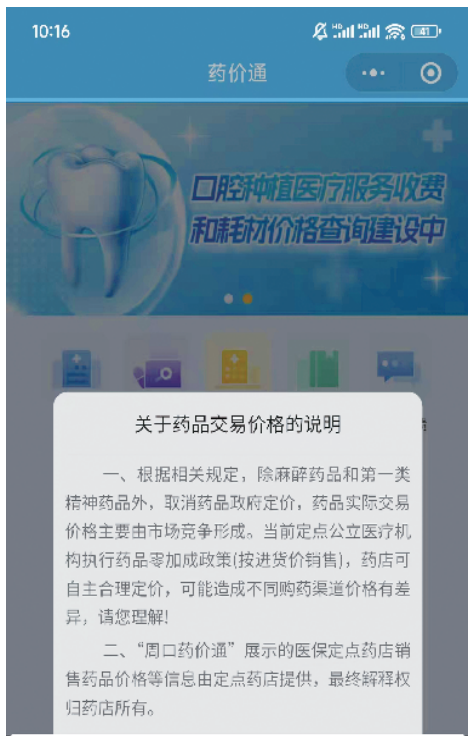 10:16
HD HD 41
药价通
口腔种植医疗服务收费
和耗材价格查询建设中
关于药品交易价格的说明
一、根据相关规定，除麻醉药品和第一类
精神药品外，取消药品政府定价，药品实际交易
价格主要由市场竞争形成。当前定点公立医疗机
构执行药品零加成政策(按进货价销售)，药店可
自主合理定价，可能造成不同购药渠道价格有差
异，请您理解!
二、“周口药价通”展示的医保定点药店销
售药品价格等信息由定点药店提供，最终解释权
归药店所有。